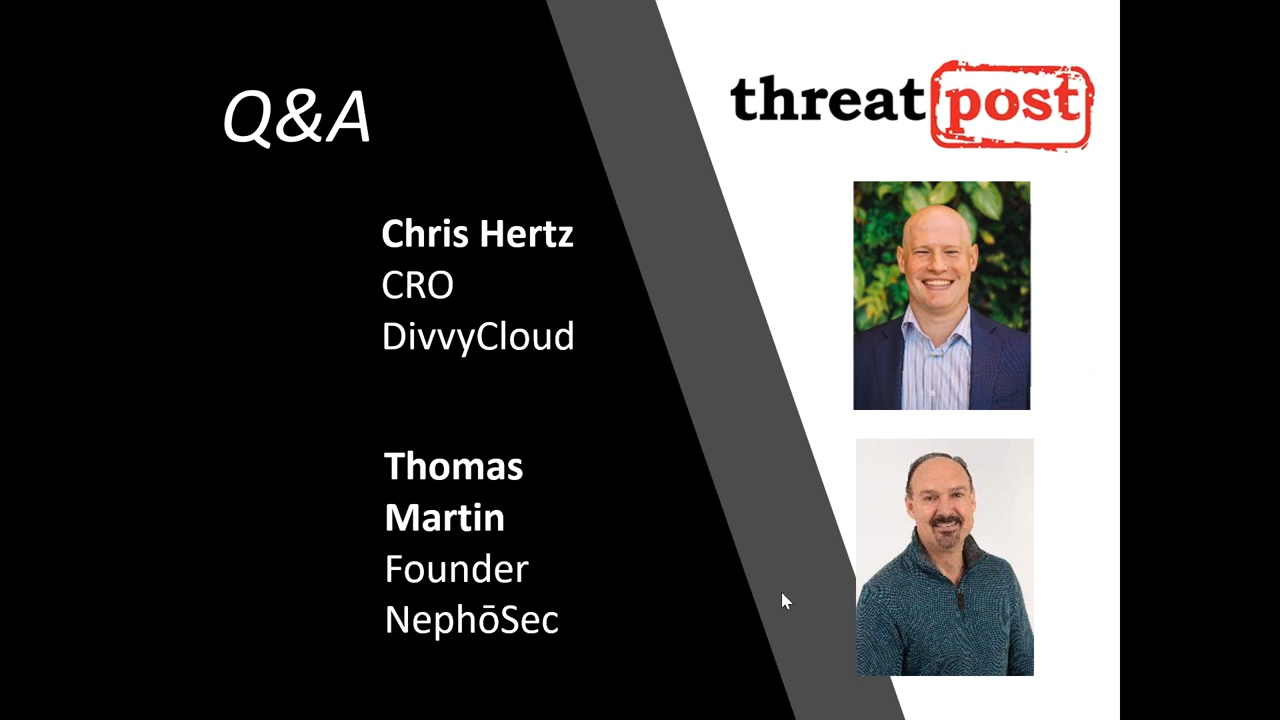 Q&A
threatpost
Chris Hertz
CRO
DivvyCloud
Thomas
Martin
Founder
NephōSec